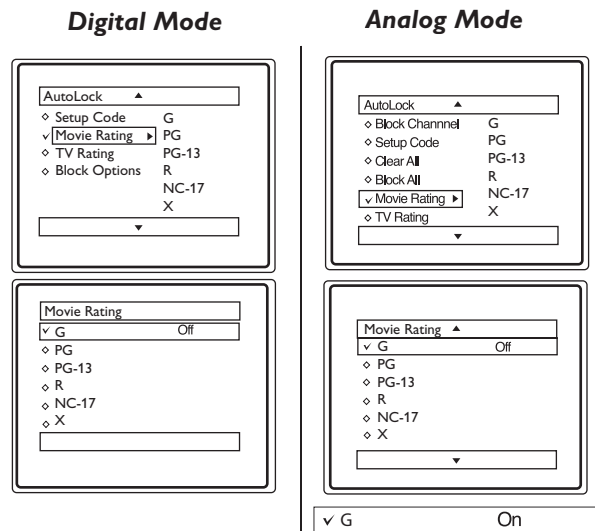 Digital Mode
AutoLock
Setup Code G
Movie Rating PG
TV Rating PG-13
Block Options R
NC-17
X
Movie Rating
G Off
PG
PG-13
R
NC-17
X
Analog Mode
AutoLock
Block Channnel G
Setup Code PG
Clear All PG-13
Block All R
Movie Rating NC-17
TV Rating X
Movie Rating
G Off
PG
PG-13
R
NC-17
X
G On